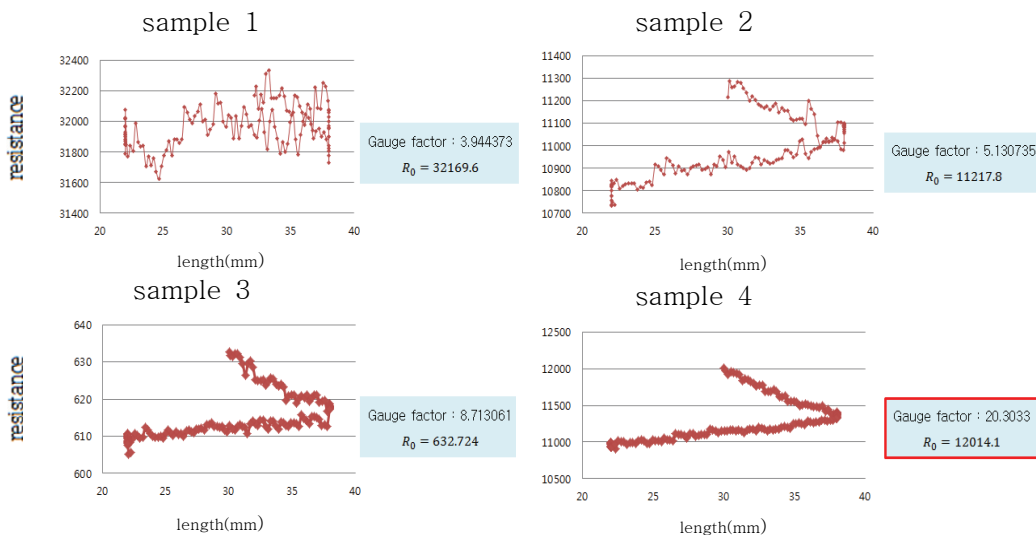 sample 1
resistance
32400
32200
32000
31800
31600
31400
20
25
30
35
40
length(mm)
Gauge factor : 3.944373
R₀ = 32169.6
sample 2
11400
11300
11200
11100
11000
10900
10800
10700
20
25
30
35
40
length(mm)
Gauge factor : 5.130735
R₀ = 11217.8
sample 3
resistance
640
630
620
610
600
20
25
30
35
40
length(mm)
Gauge factor : 8.713061
R₀ = 632.724
sample 4
12500
12000
11500
11000
10500
20
25
30
35
40
length(mm)
Gauge factor : 20.3033
R₀ = 12014.1